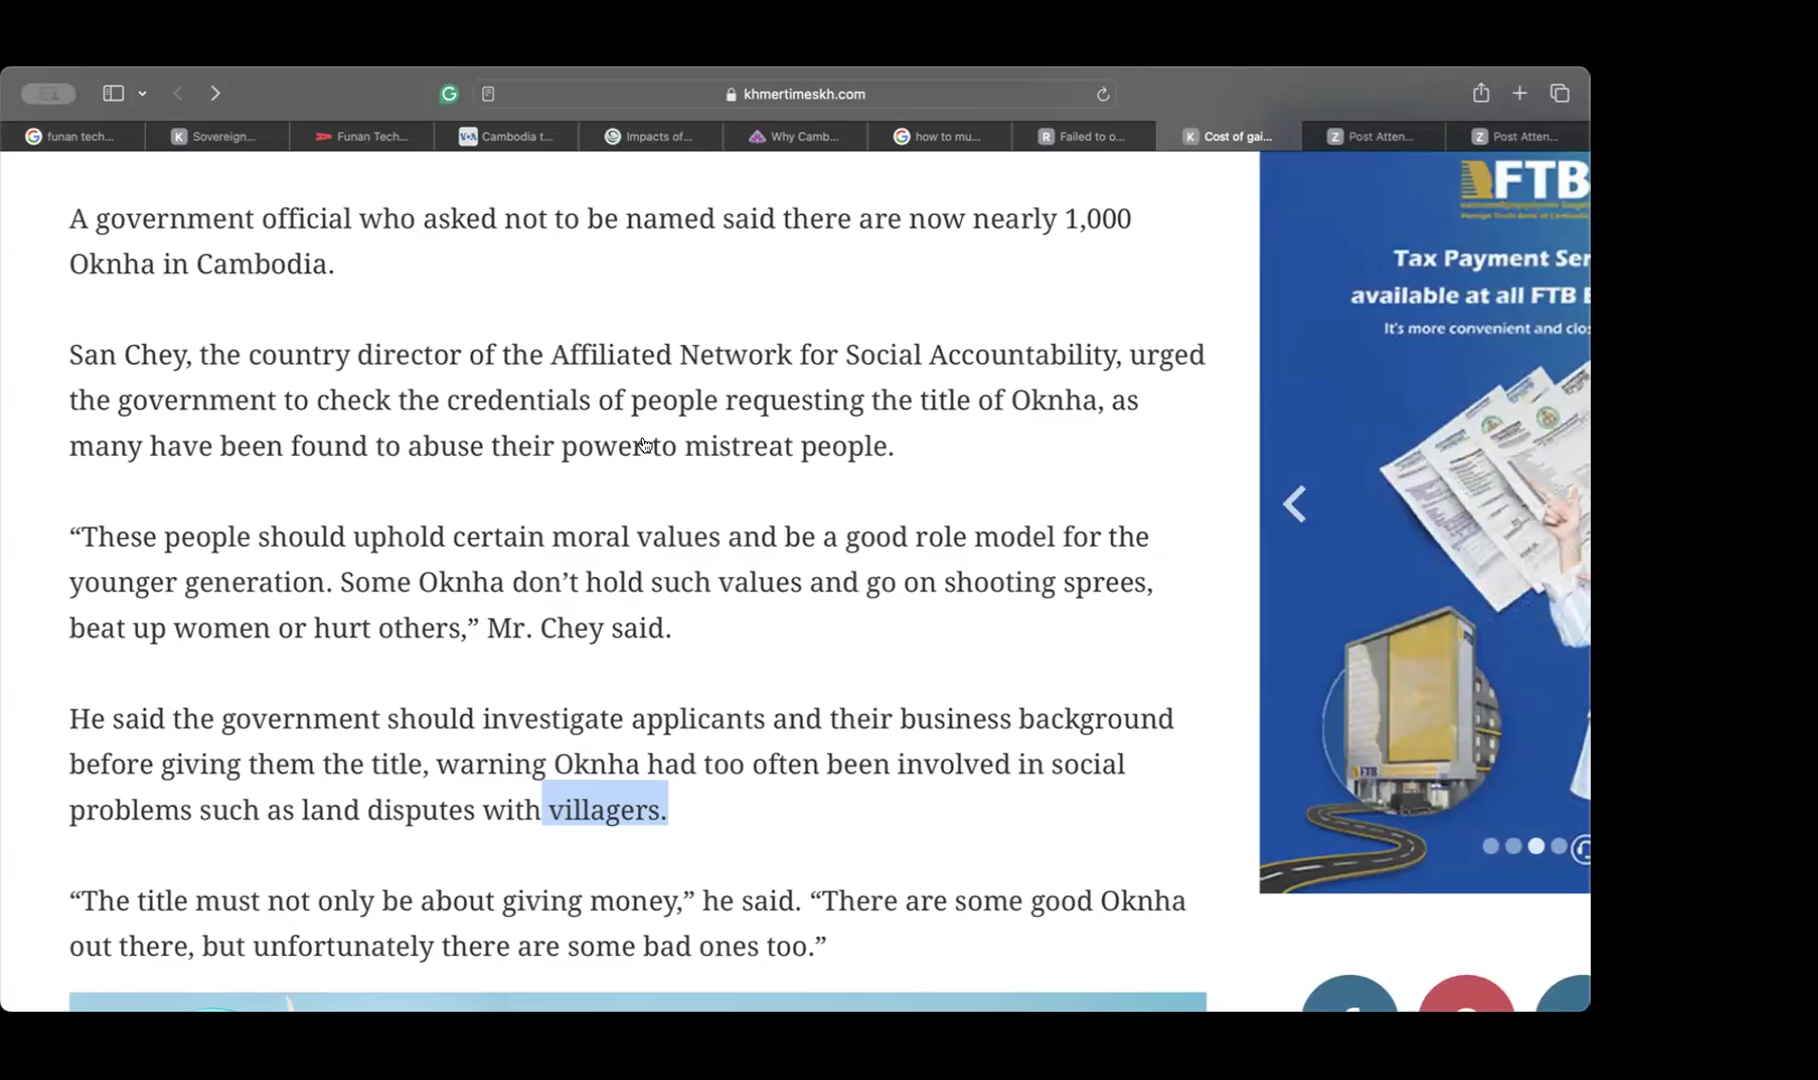 khmertimeskh.com
funan tech...
Sovereign...
Funan Tech...
VOA Cambodia t...
Impacts of...
Why Camb...
how to mu...
Failed to o...
Cost of gai...
Post Atten...
Post Atten...
A government official who asked not to be named said there are now nearly 1,000
Oknha in Cambodia.
San Chey, the country director of the Affiliated Network for Social Accountability, urged
the government to check the credentials of people requesting the title of Oknha, as
many have been found to abuse their power to mistreat people.
“These people should uphold certain moral values and be a good role model for the
younger generation. Some Oknha don’t hold such values and go on shooting sprees,
beat up women or hurt others,” Mr. Chey said.
He said the government should investigate applicants and their business background
before giving them the title, warning Oknha had too often been involved in social
problems such as land disputes with villagers.
“The title must not only be about giving money,” he said. “There are some good Oknha
out there, but unfortunately there are some bad ones too.”
FTB
Foreign Trade Bank of Cambodia
Tax Payment Ser
available at all FTB B
It's more convenient and clos
FTB